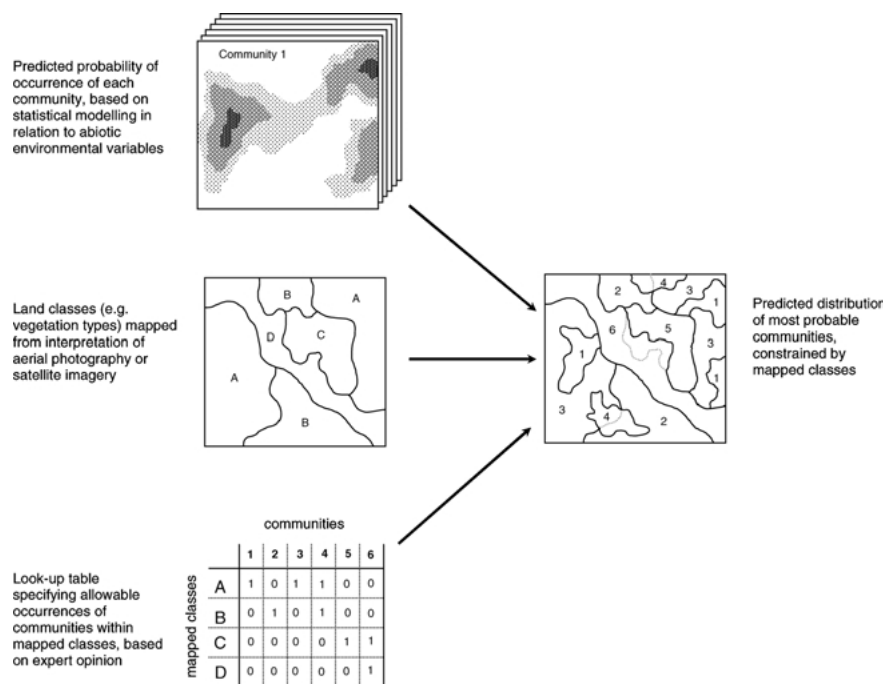 Community 1
Predicted probability of
occurrence of each
community, based on
statistical modelling in
relation to abiotic
environmental variables
Land classes (e.g.
vegetation types) mapped
from interpretation of
aerial photography or
satellite imagery
B
A
D
C
A
B
2
4
3
1
5
6
1
3
1
3
4
2
Predicted distribution
of most probable
communities,
constrained by
mapped classes
Look-up table
specifying allowable
occurrences of
communities within
mapped classes, based
on expert opinion
communities
mapped classes
1 2 3 4 5 6
A 1 0 1 1 0 0
B 0 1 0 1 0 0
C 0 0 0 0 1 1
D 0 0 0 0 0 1